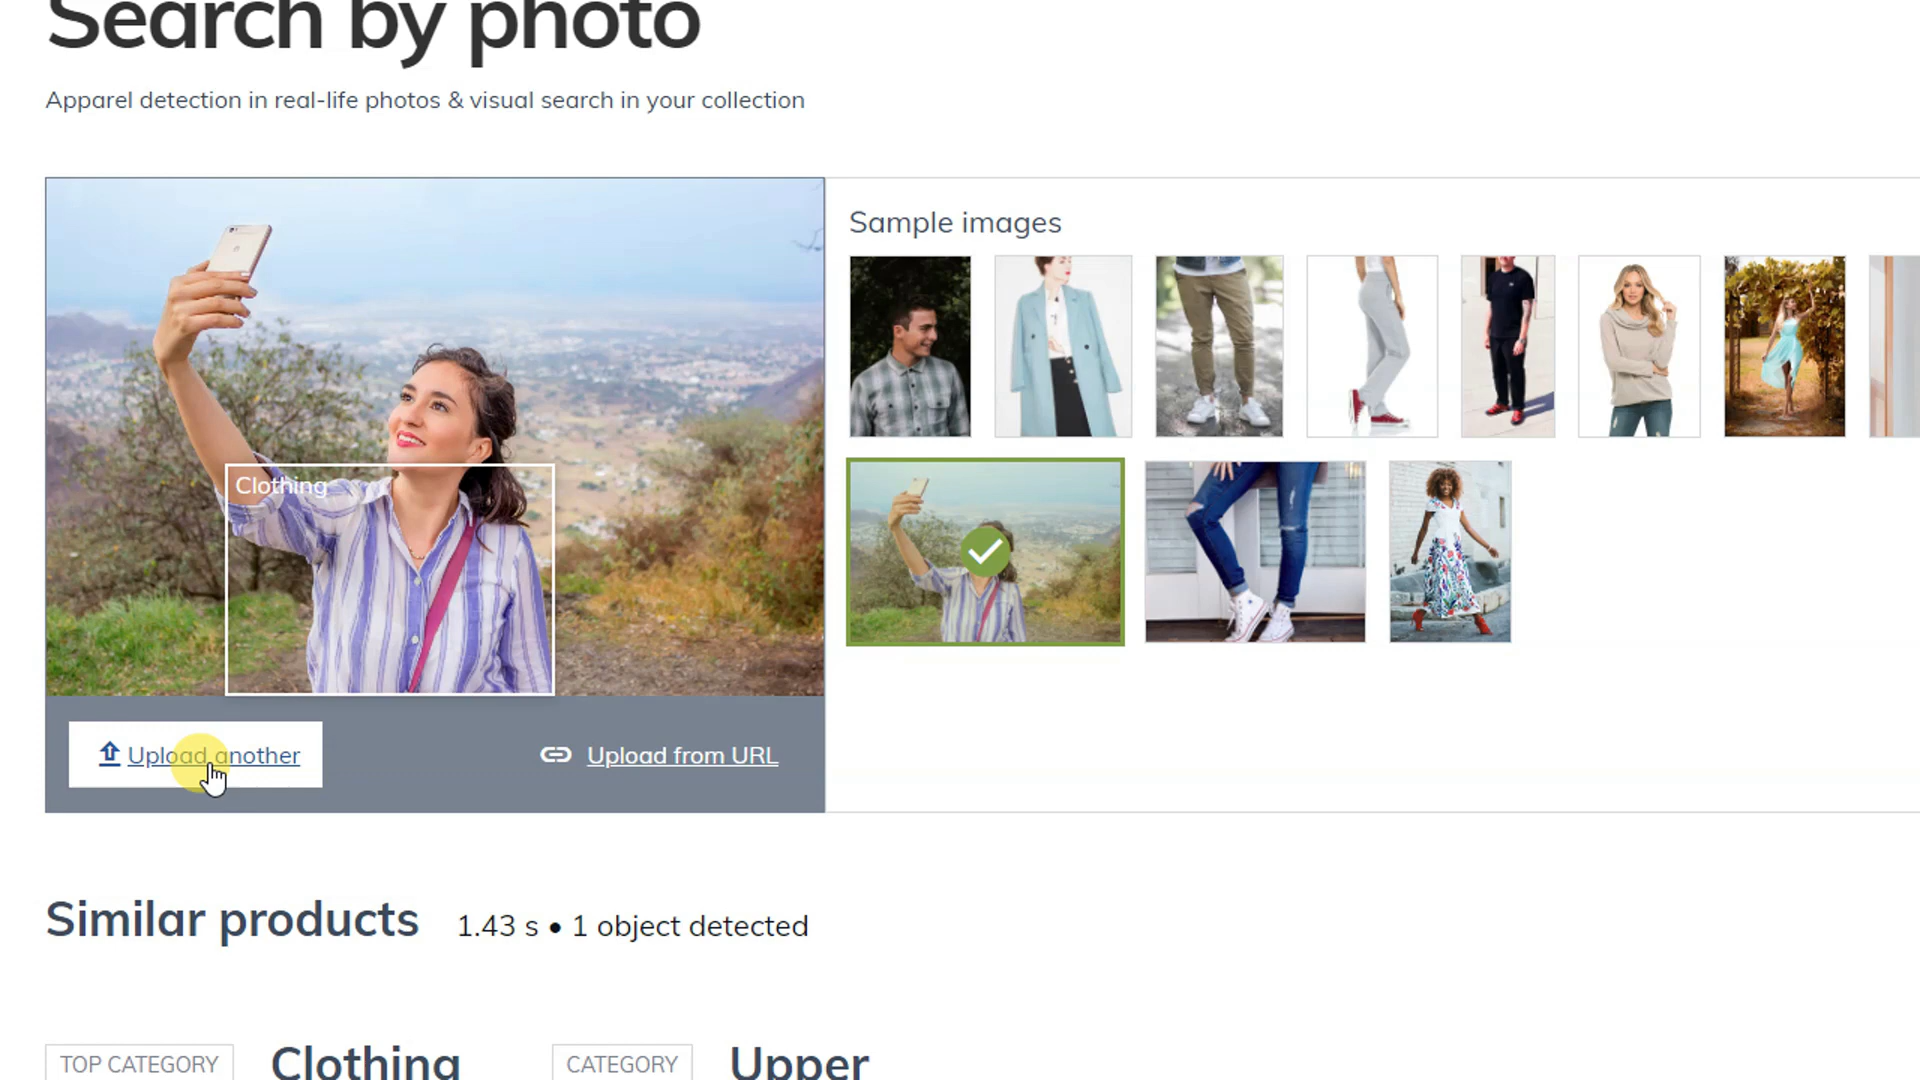 Search by photo
Apparel detection in real-life photos & visual search in your collection
Sample images
Clothing
Upload another
Upload from URL
Similar products 1.43 s • 1 object detected
TOP CATEGORY Clothing CATEGORY Upper